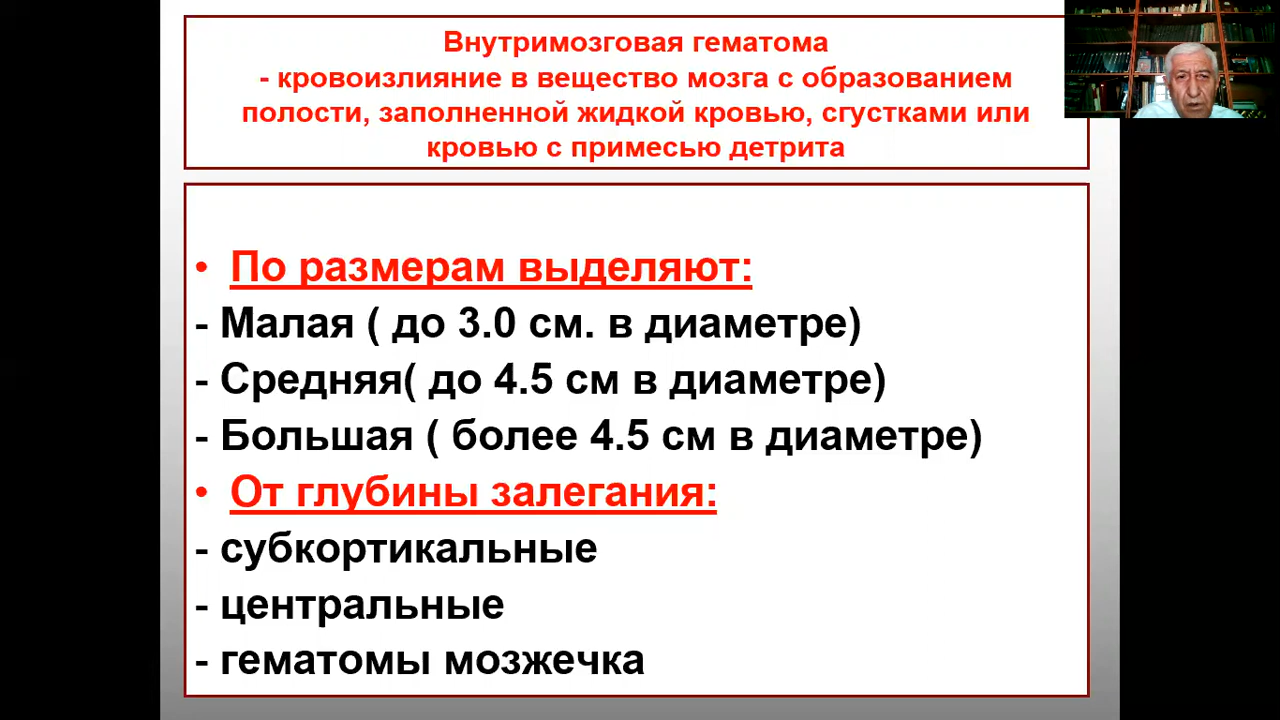 Внутримозговая гематома
- кровоизлияние в вещество мозга с образованием
полости, заполненной жидкой кровью, сгустками или
кровью с примесью детрита
• По размерам выделяют:
- Малая ( до 3.0 см. в диаметре)
- Средняя( до 4.5 см в диаметре)
- Большая ( более 4.5 см в диаметре)
• От глубины залегания:
- субкортикальные
- центральные
- гематомы мозжечка